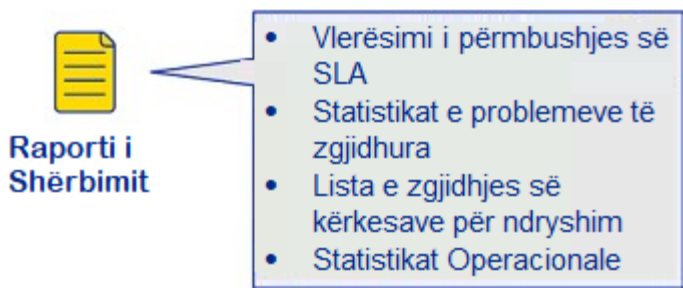 Raporti i
Shërbimit
• Vlerësimi i përmbushjes së
SLA
• Statistikat e problemeve të
zgjidhura
• Lista e zgjidhjes së
kërkesave për ndryshim
• Statistikat Operacionale